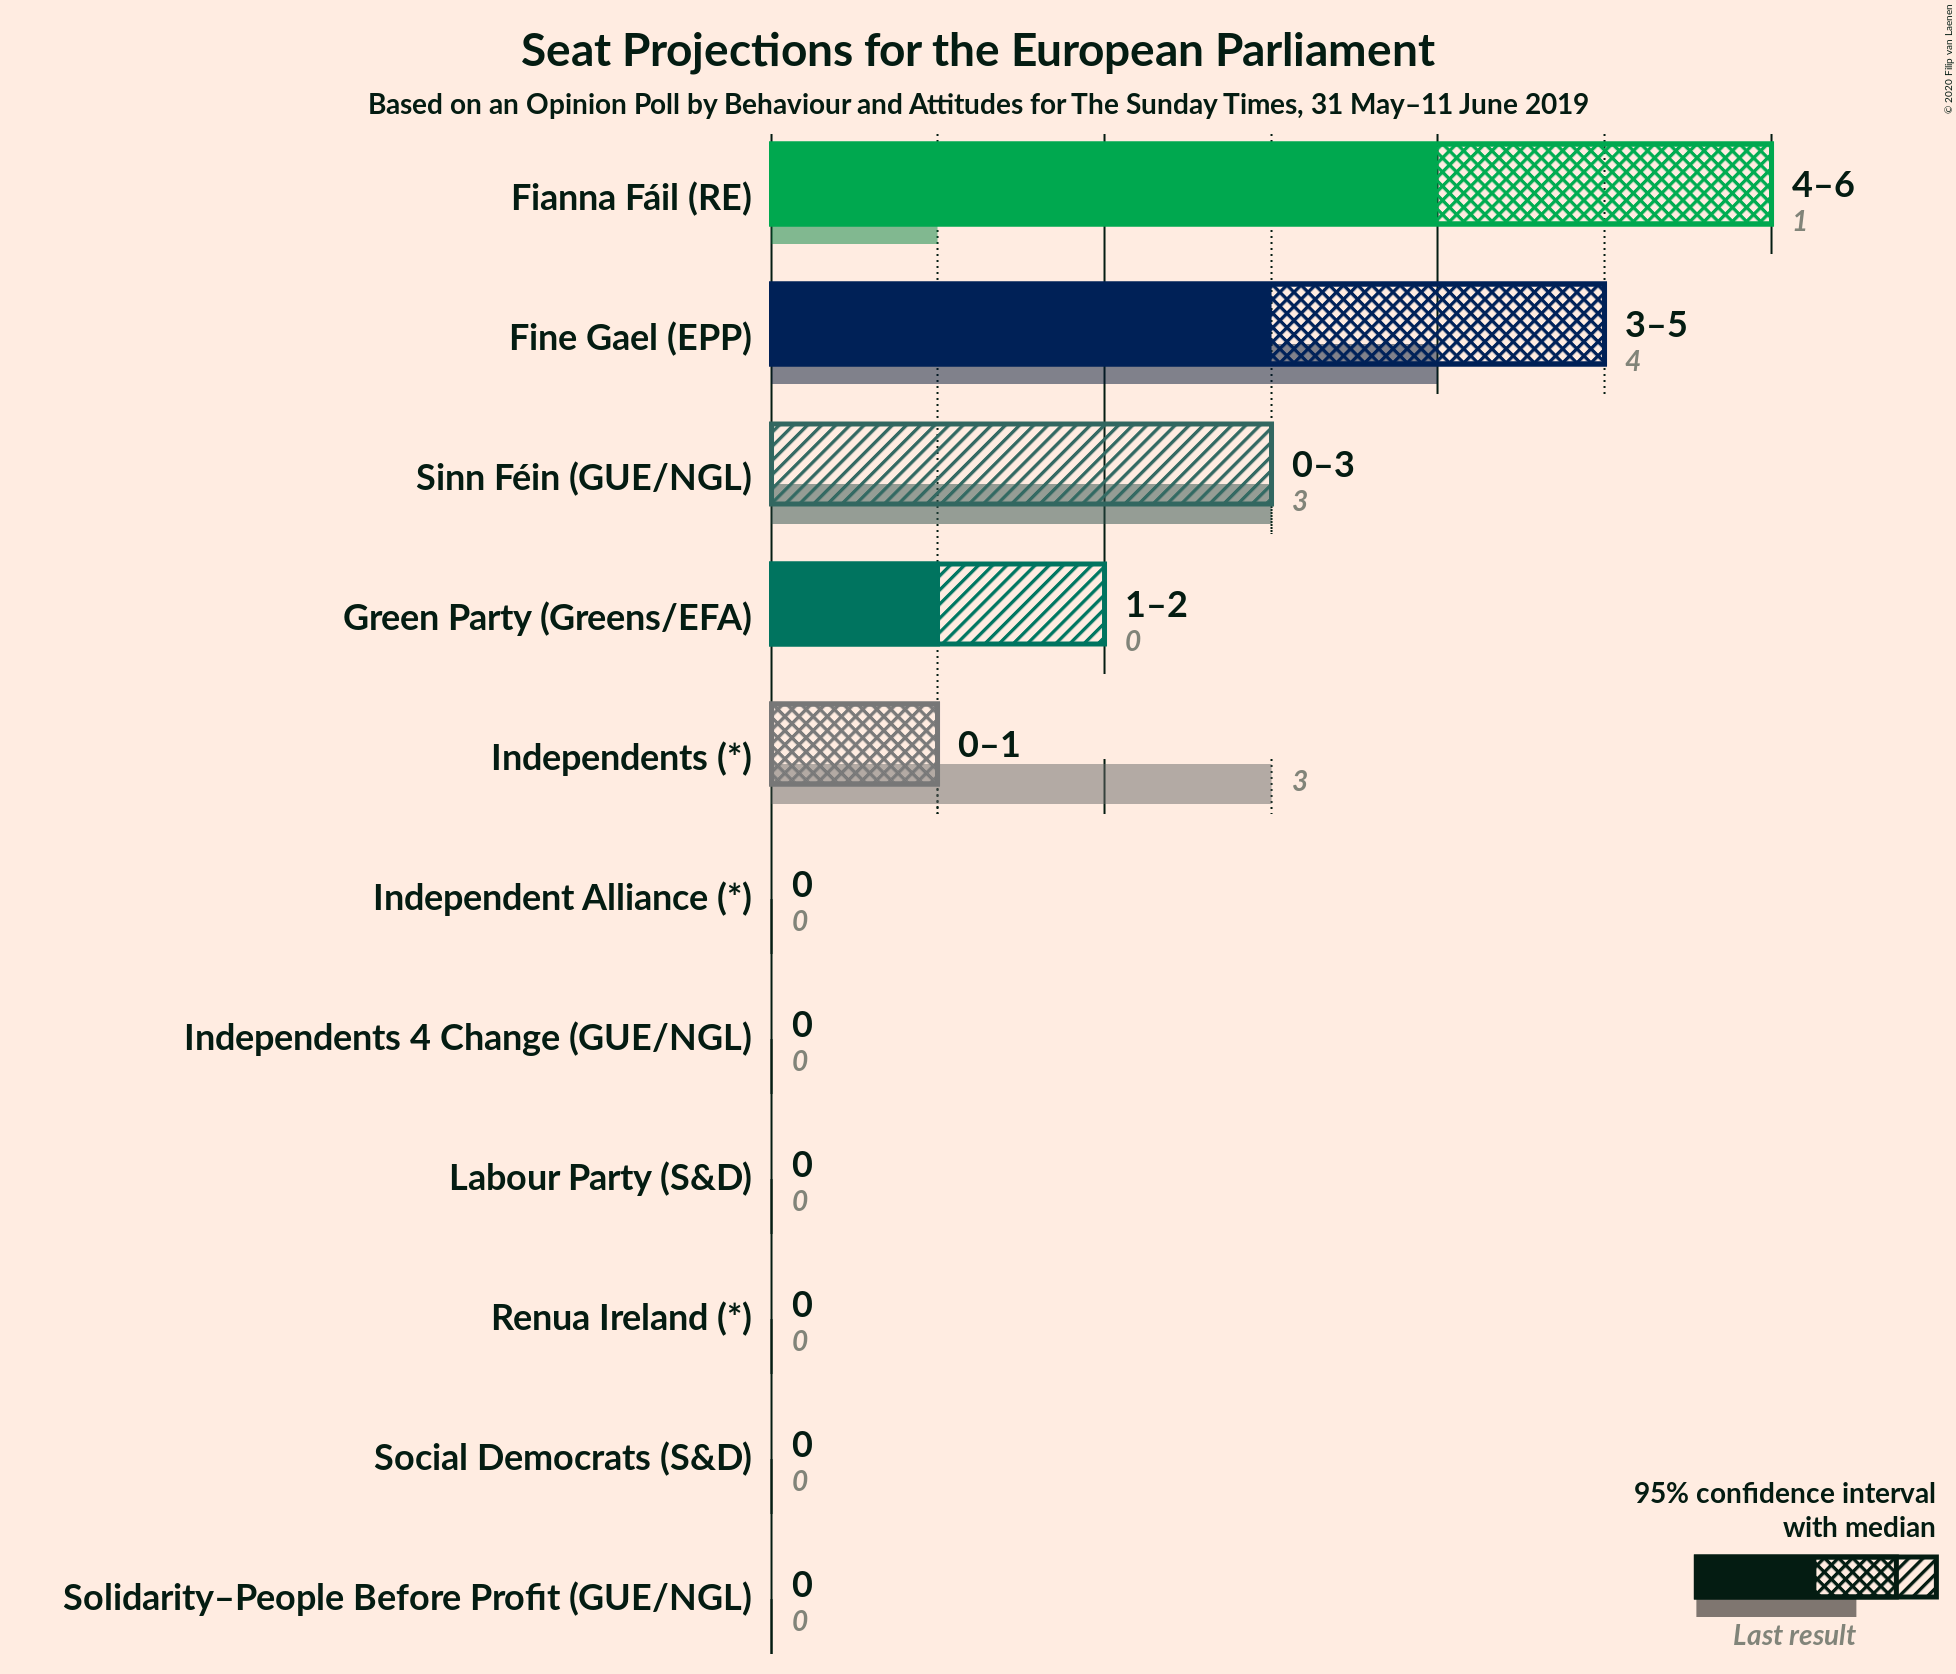 Seat Projections for the European Parliament
Based on an Opinion Poll by Behaviour and Attitudes for The Sunday Times, 31 May–11 June 2019
© 2020 Filip van Laenen
Fianna Fáil (RE)
4–6
1
Fine Gael (EPP)
3–5
4
Sinn Féin (GUE/NGL)
0–3
3
Green Party (Greens/EFA)
1–2
0
Independents (*)
0–1
3
Independent Alliance (*)
0
0
Independents 4 Change (GUE/NGL)
0
0
Labour Party (S&D)
0
0
Renua Ireland (*)
0
0
Social Democrats (S&D)
0
0
Solidarity–People Before Profit (GUE/NGL)
0
0
95% confidence interval
with median
Last result